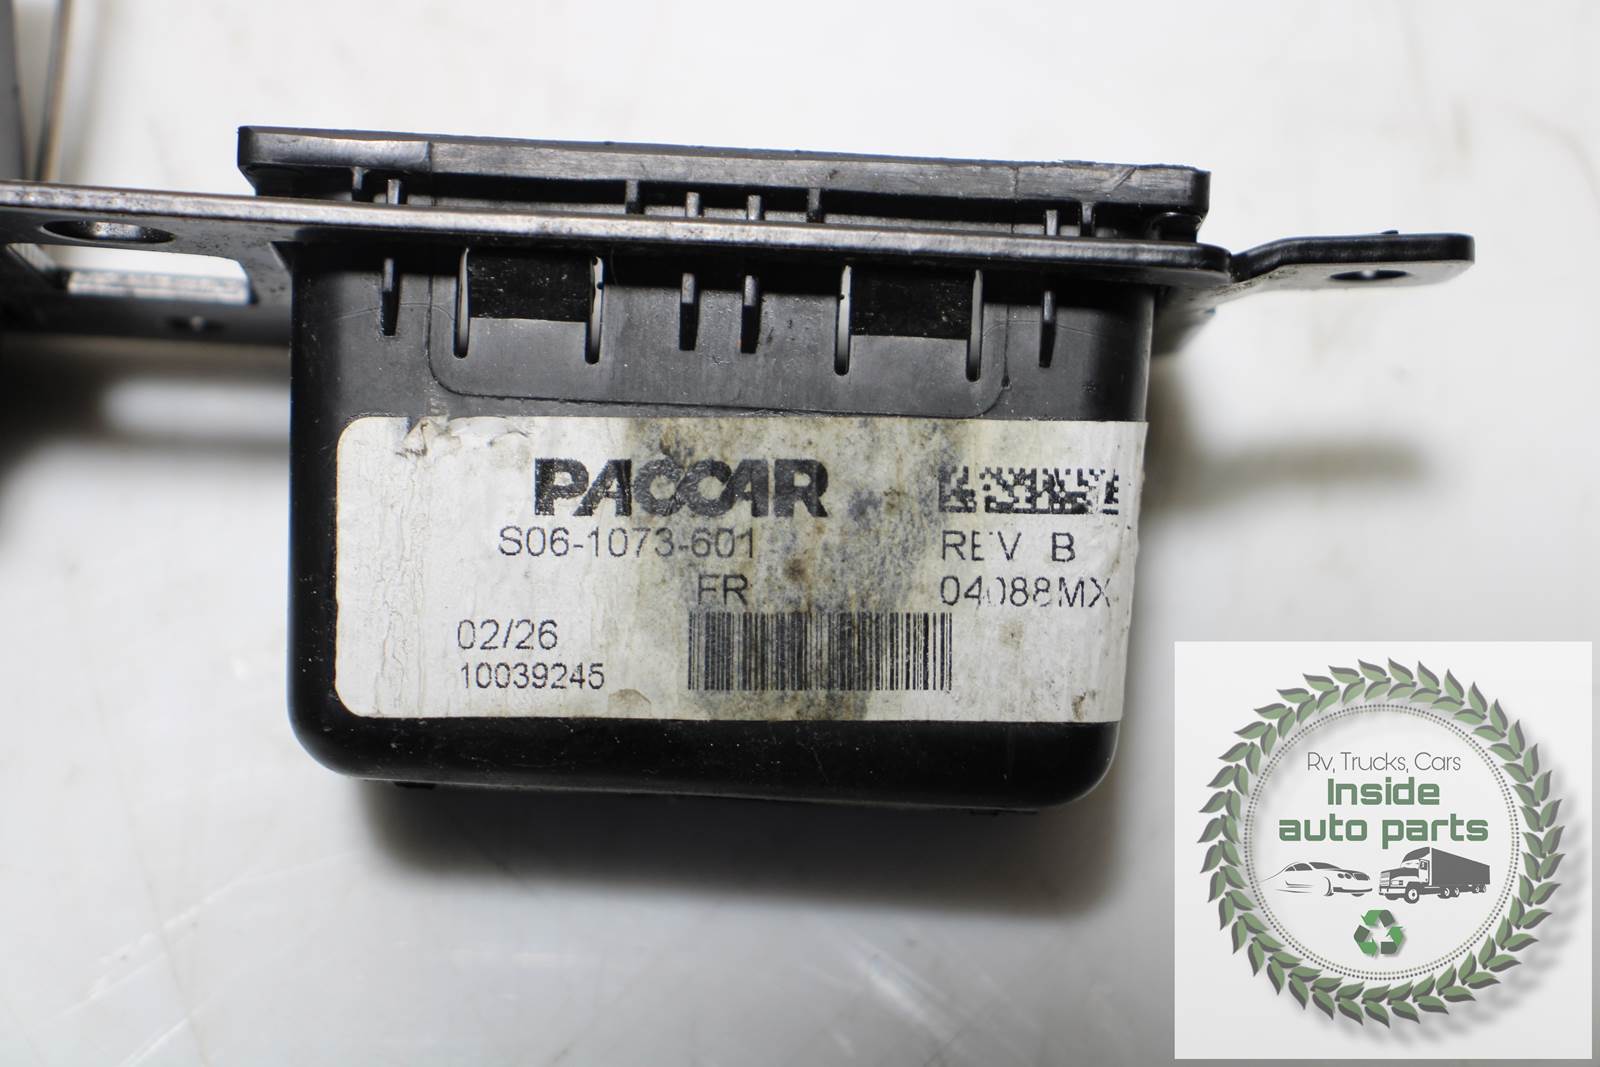 PACCAR
S06-1073-601
REV B
FR
04088MX
02/26
10039245
Rv, Trucks, Cars
Inside
auto parts